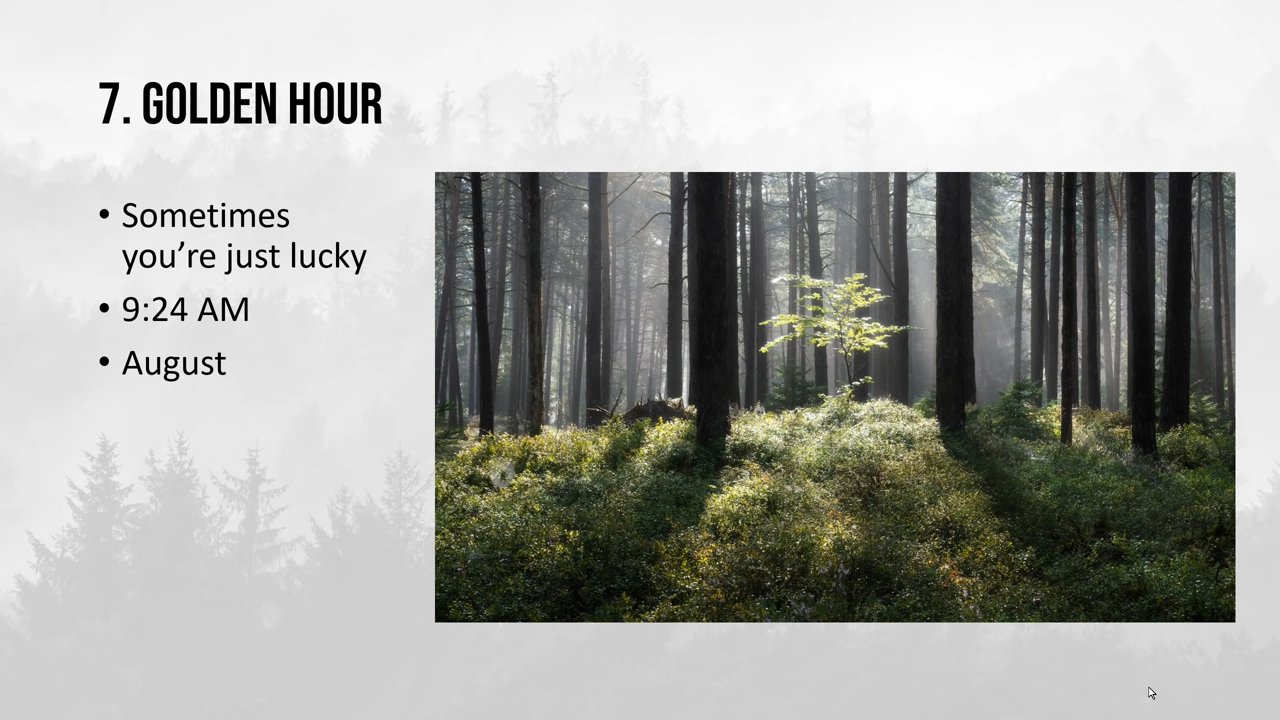 7. GOLDEN HOUR
• Sometimes
you’re just lucky
• 9:24 AM
• August